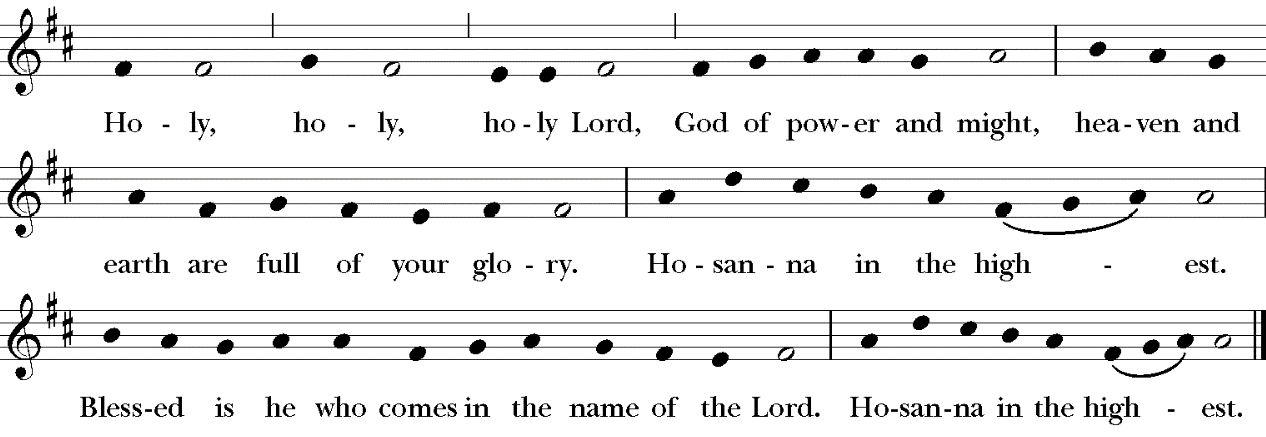 Ho - ly, ho - ly, ho - ly Lord, God of pow - er and might, hea - ven and
earth are full of your glo - ry. Ho - san - na in the high - est.
Bless - ed is he who comes in the name of the Lord. Ho - san - na in the high - est.